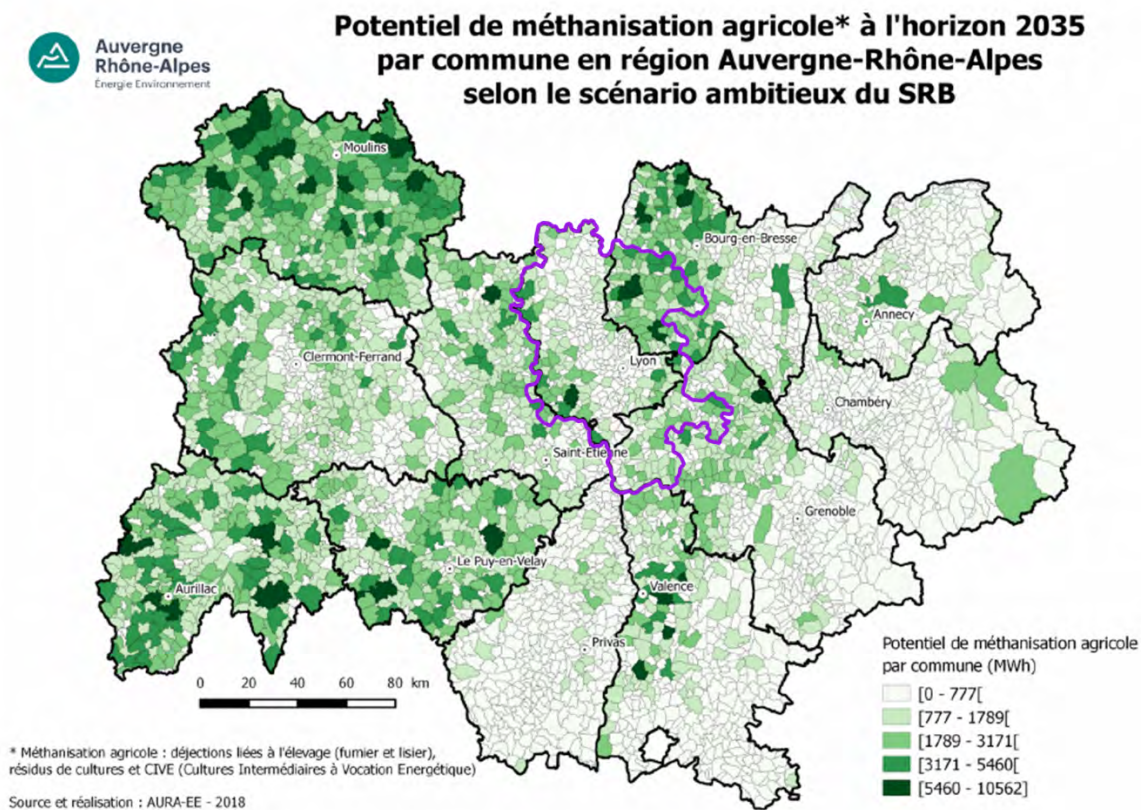 Auvergne
Rhône-Alpes
Énergie Environnement
Potentiel de méthanisation agricole* à l'horizon 2035
par commune en région Auvergne-Rhône-Alpes
selon le scénario ambitieux du SRB
Moulins
Bourg-en-Bresse
Annecy
Clermont-Ferrand
Lyon
Chambéry
Saint-Etienne
Grenoble
Le Puy-en-Velay
Aurillac
Valence
Privas
0 20 40 60 80 km
Potentiel de méthanisation agricole
par commune (MWh)
[0 - 777[
[777 - 1789[
[1789 - 3171[
[3171 - 5460[
[5460 - 10562]
* Méthanisation agricole : déjections liées à l'élevage (fumier et lisier),
résidus de cultures et CIVE (Cultures Intermédiaires à Vocation Energétique)
Source et réalisation : AURA-EE - 2018